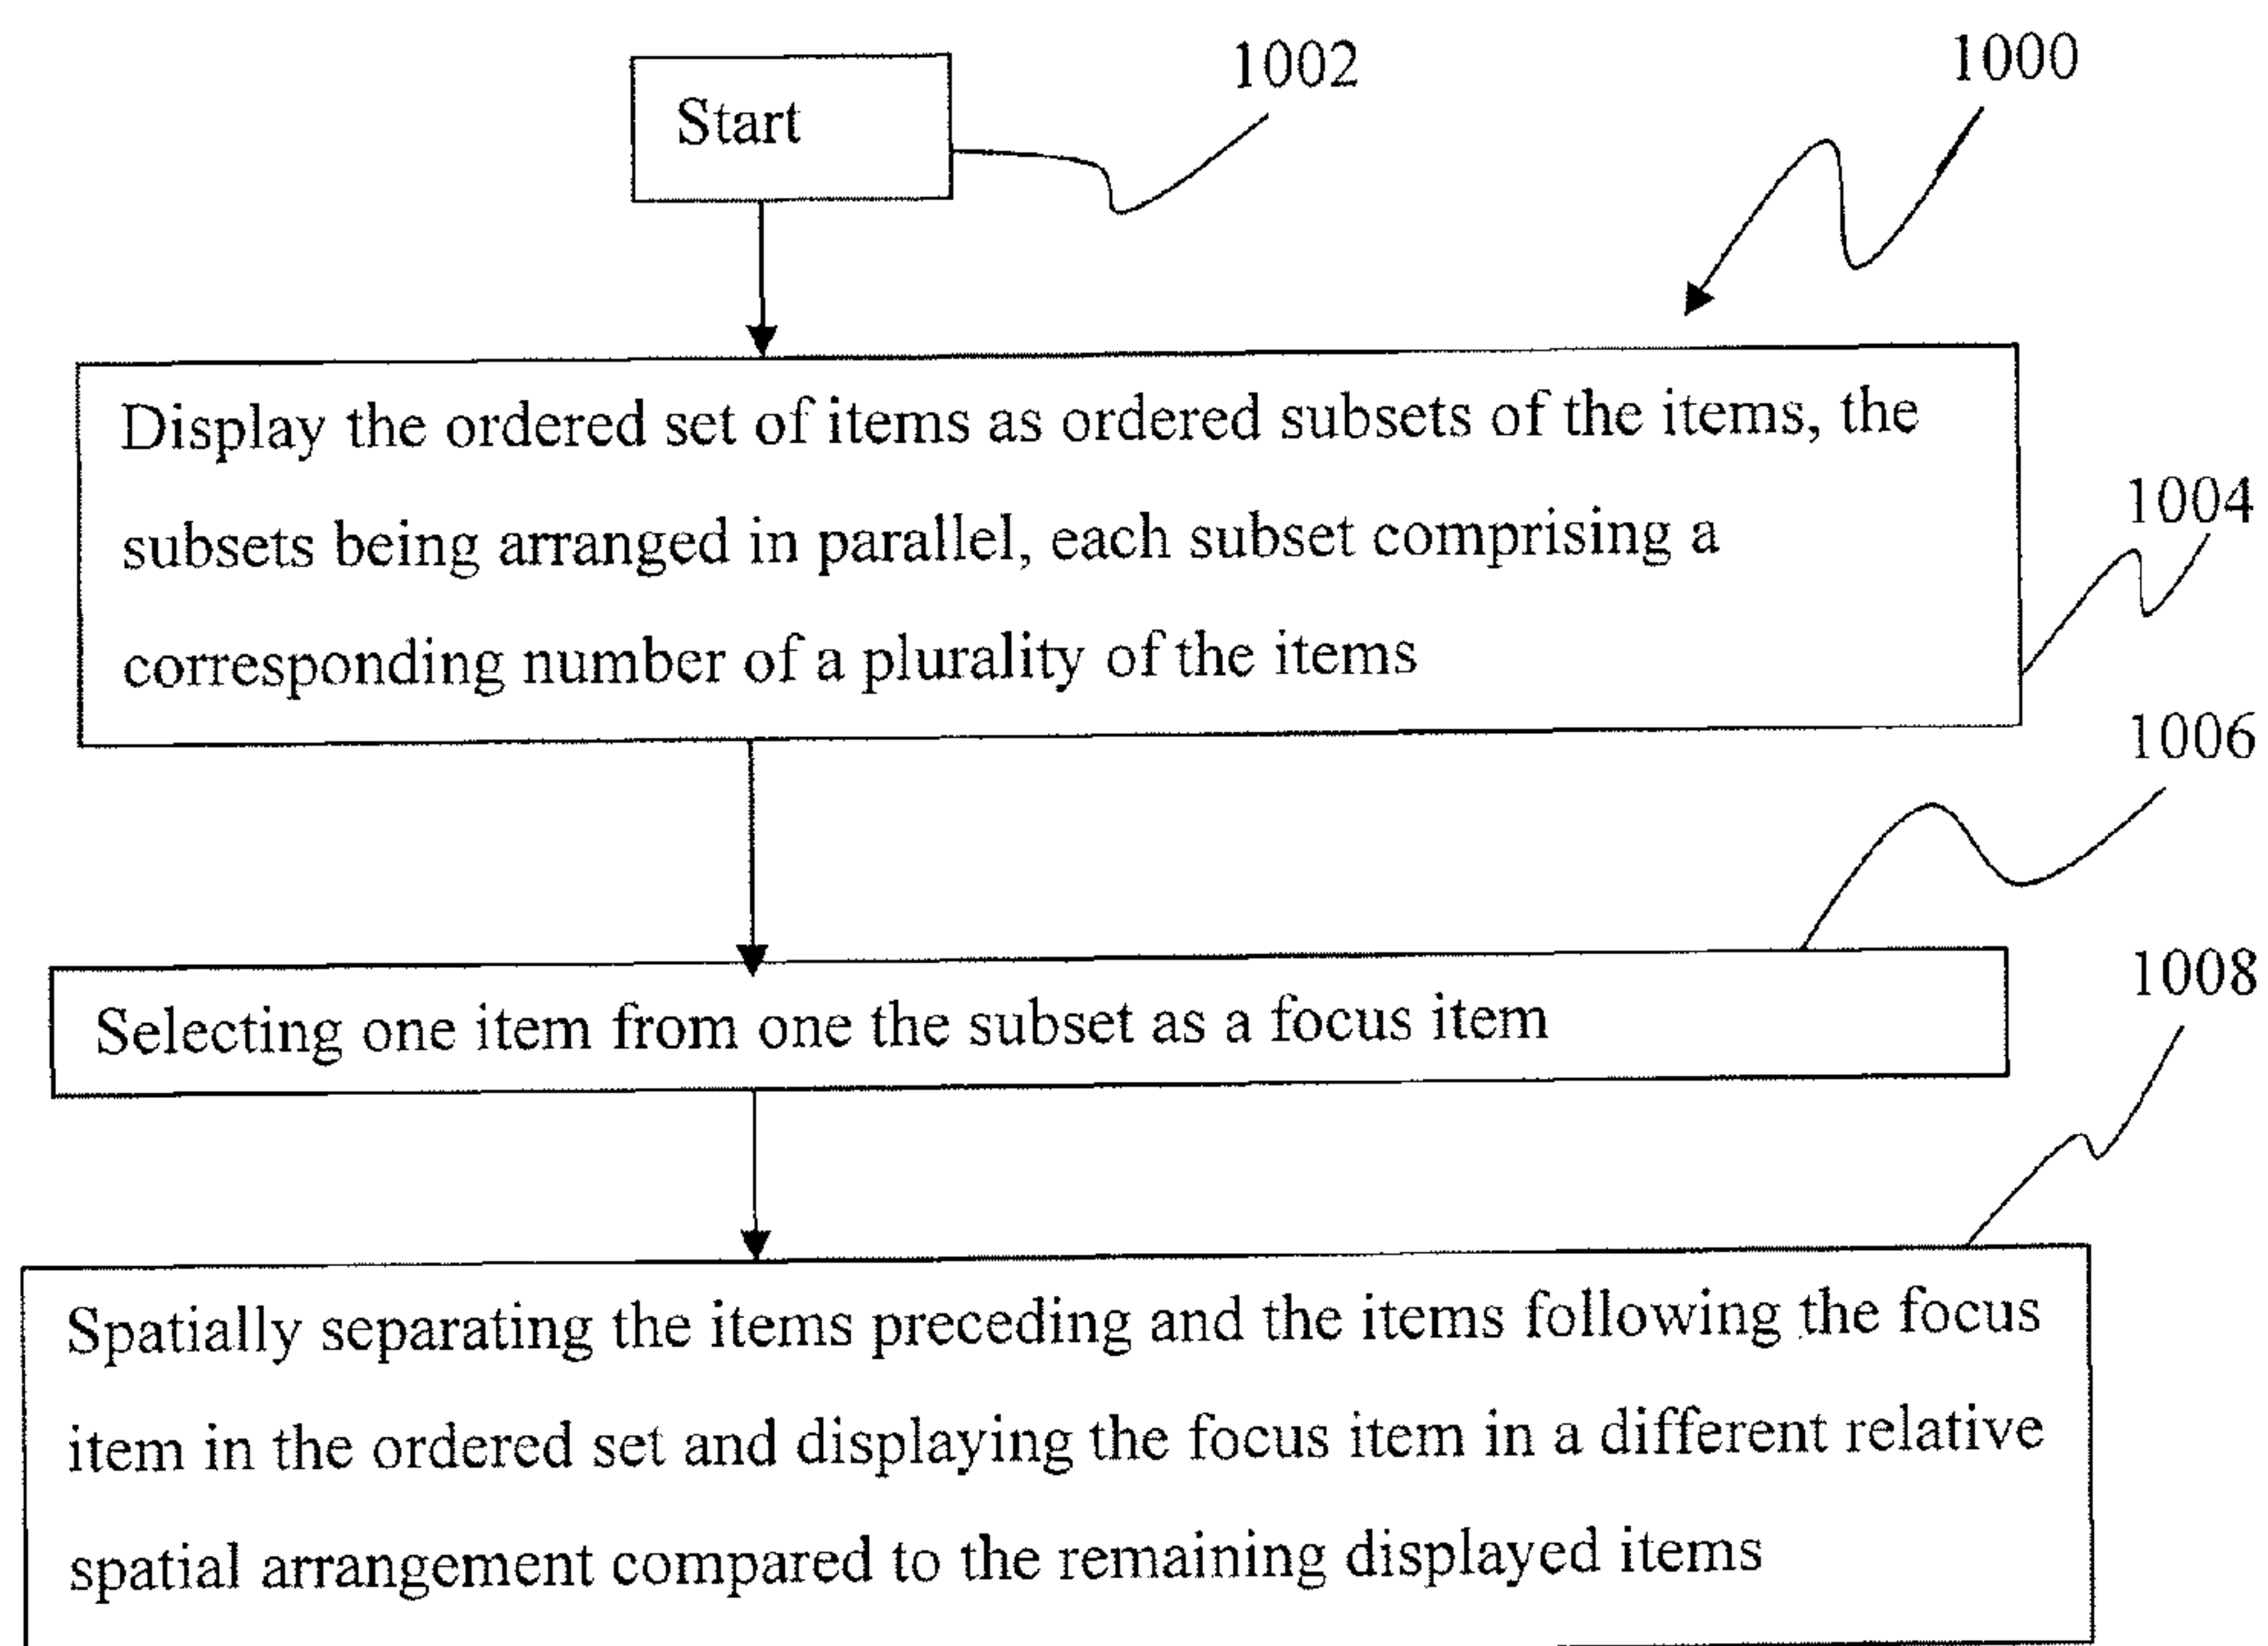 1002
1000
Start
Display the ordered set of items as ordered subsets of the items, the
subsets being arranged in parallel, each subset comprising a
corresponding number of a plurality of the items
1004
1006
Selecting one item from one the subset as a focus item
1008
Spatially separating the items preceding and the items following the focus
item in the ordered set and displaying the focus item in a different relative
spatial arrangement compared to the remaining displayed items